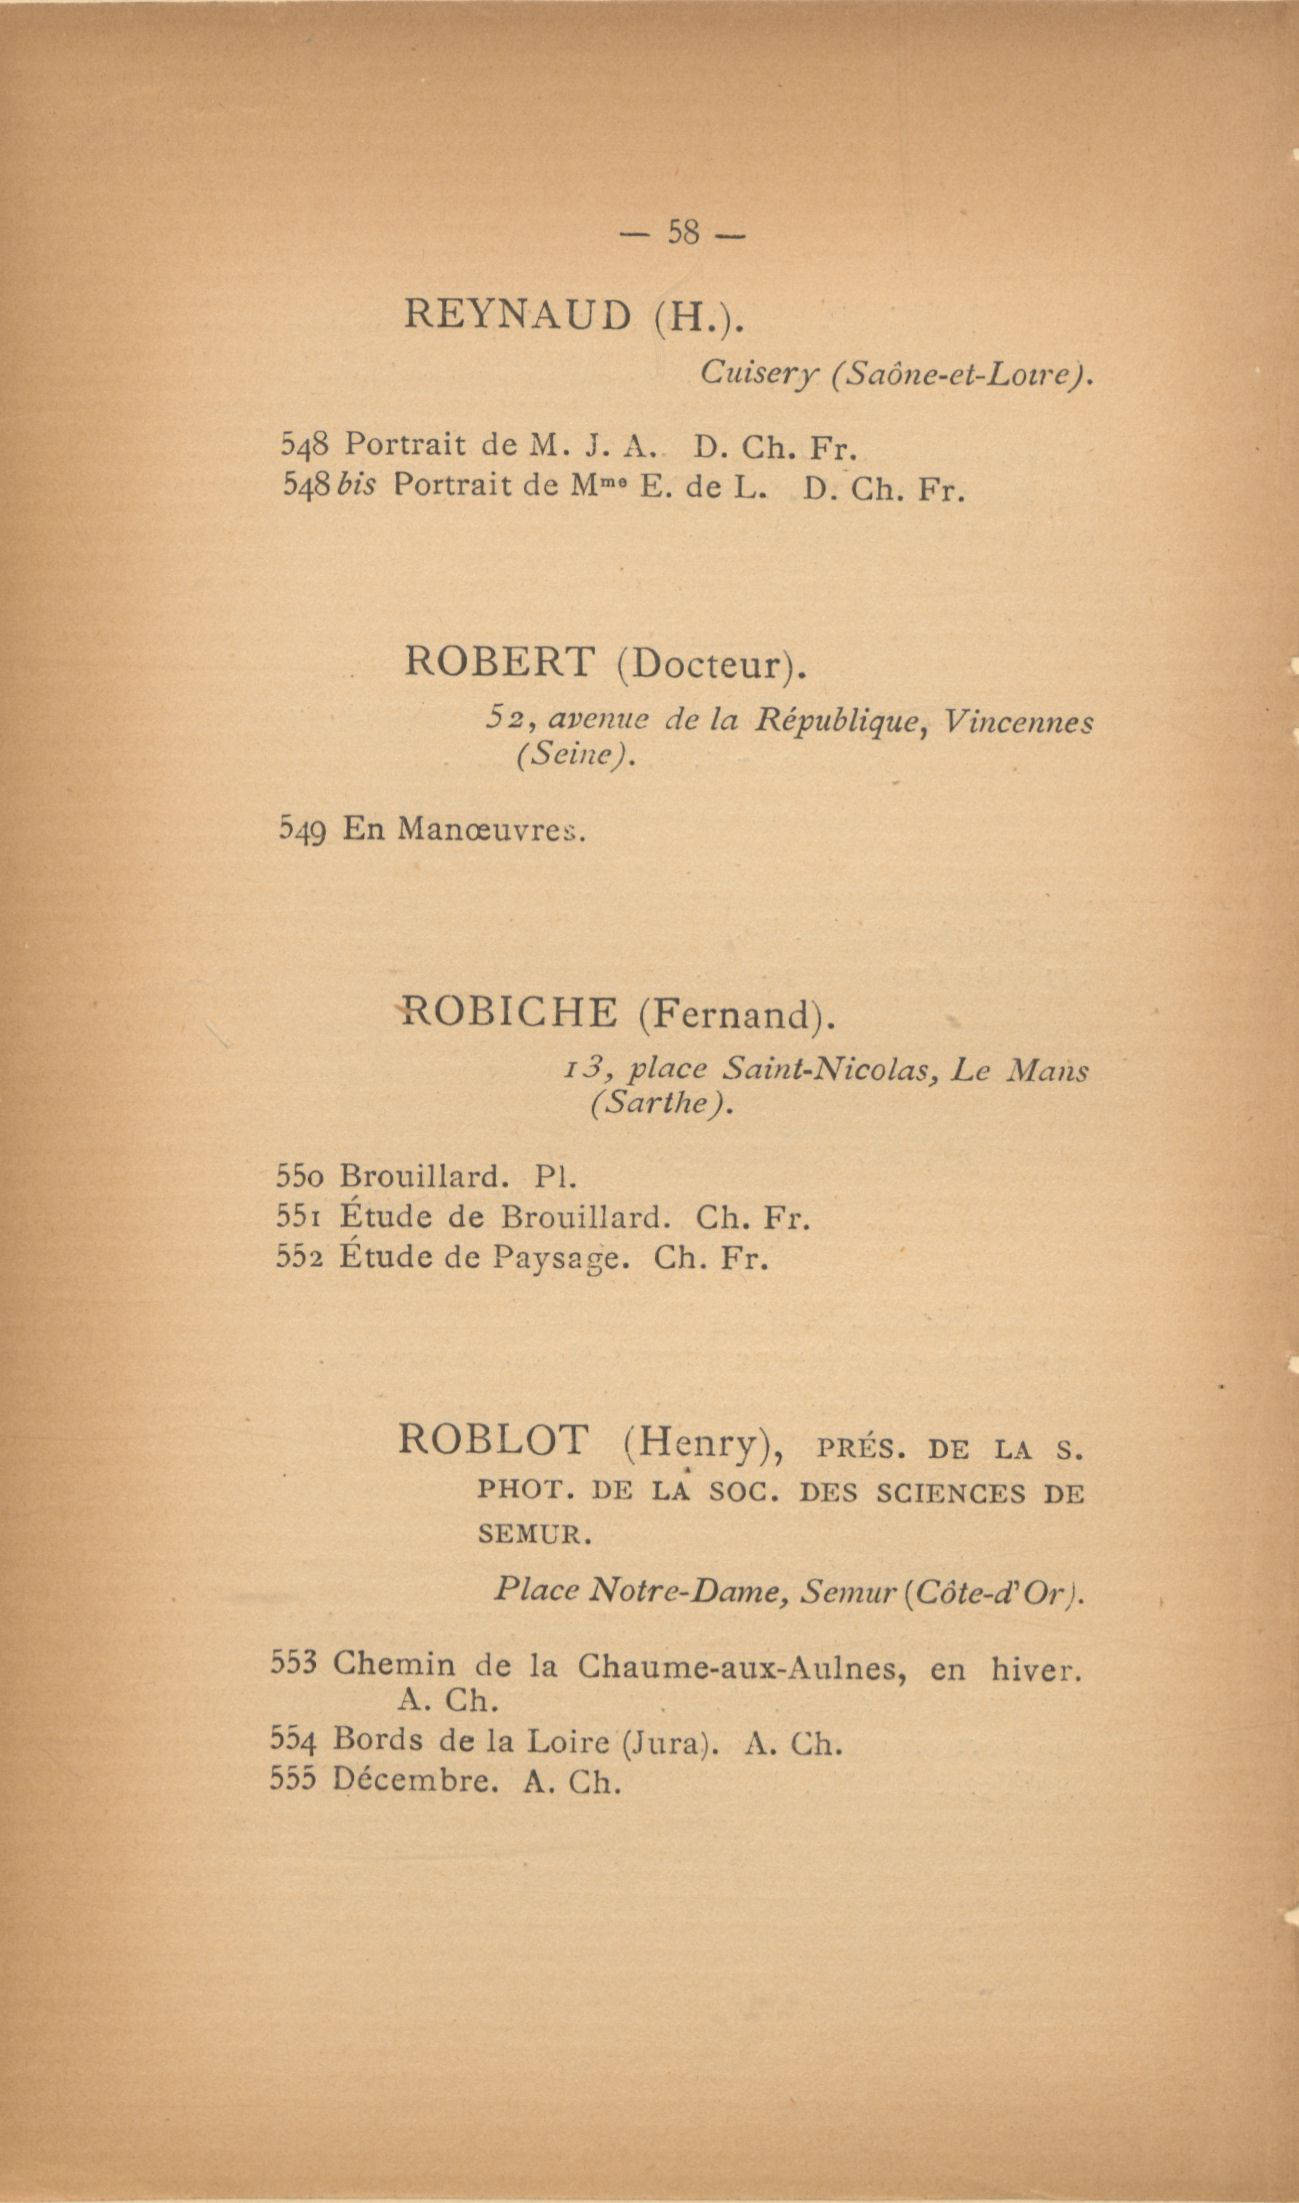 — 58 —
REYNAUD (H.).
Cuisery (Saône-et-Loire).
548 Portrait de M. J. A. D. Ch. Fr.
548 bis Portrait de Mme E. de L. D. Ch. Fr.
ROBERT (Docteur).
52, avenue de la République, Vincennes
(Seine).
549 En Manœuvres.
ROBICHE (Fernand).
13, place Saint-Nicolas, Le Mans
(Sarthe).
550 Brouillard. Pl.
551 Étude de Brouillard. Ch. Fr.
552 Étude de Paysage. Ch. Fr.
ROBLOT (Henry), PRÉS. DE LA S.
PHOT. DE LA SOC. DES SCIENCES DE
SEMUR.
Place Notre-Dame, Semur (Côte-d'Or).
553 Chemin de la Chaume-aux-Aulnes, en hiver.
A. Ch.
554 Bords de la Loire (Jura). A. Ch.
555 Décembre. A. Ch.